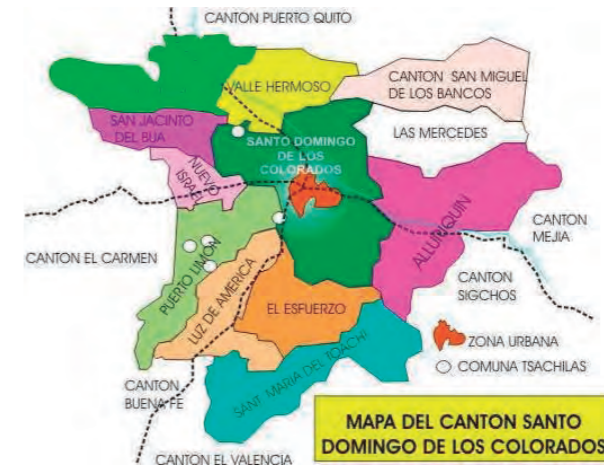 CANTON PUERTO QUITO
VALLE HERMOSO
CANTON SAN MIGUEL
DE LOS BANCOS
SAN JACINTO
DEL BUA
LAS MERCEDES
SANTO DOMINGO
DE LOS
COLORADOS
NUEVO
ISRAEL
ALLURIQUIN
CANTON
MEJIA
CANTON EL CARMEN
PUERTO LIMON
LUZ DE AMERICA
CANTON
SIGCHOS
EL ESFUERZO
ZONA URBANA
COMUNA TSACHILAS
SANT. MARIA DEL TOACHI
CANTON
BUENA FE
CANTON EL VALENCIA
MAPA DEL CANTON SANTO
DOMINGO DE LOS COLORADOS